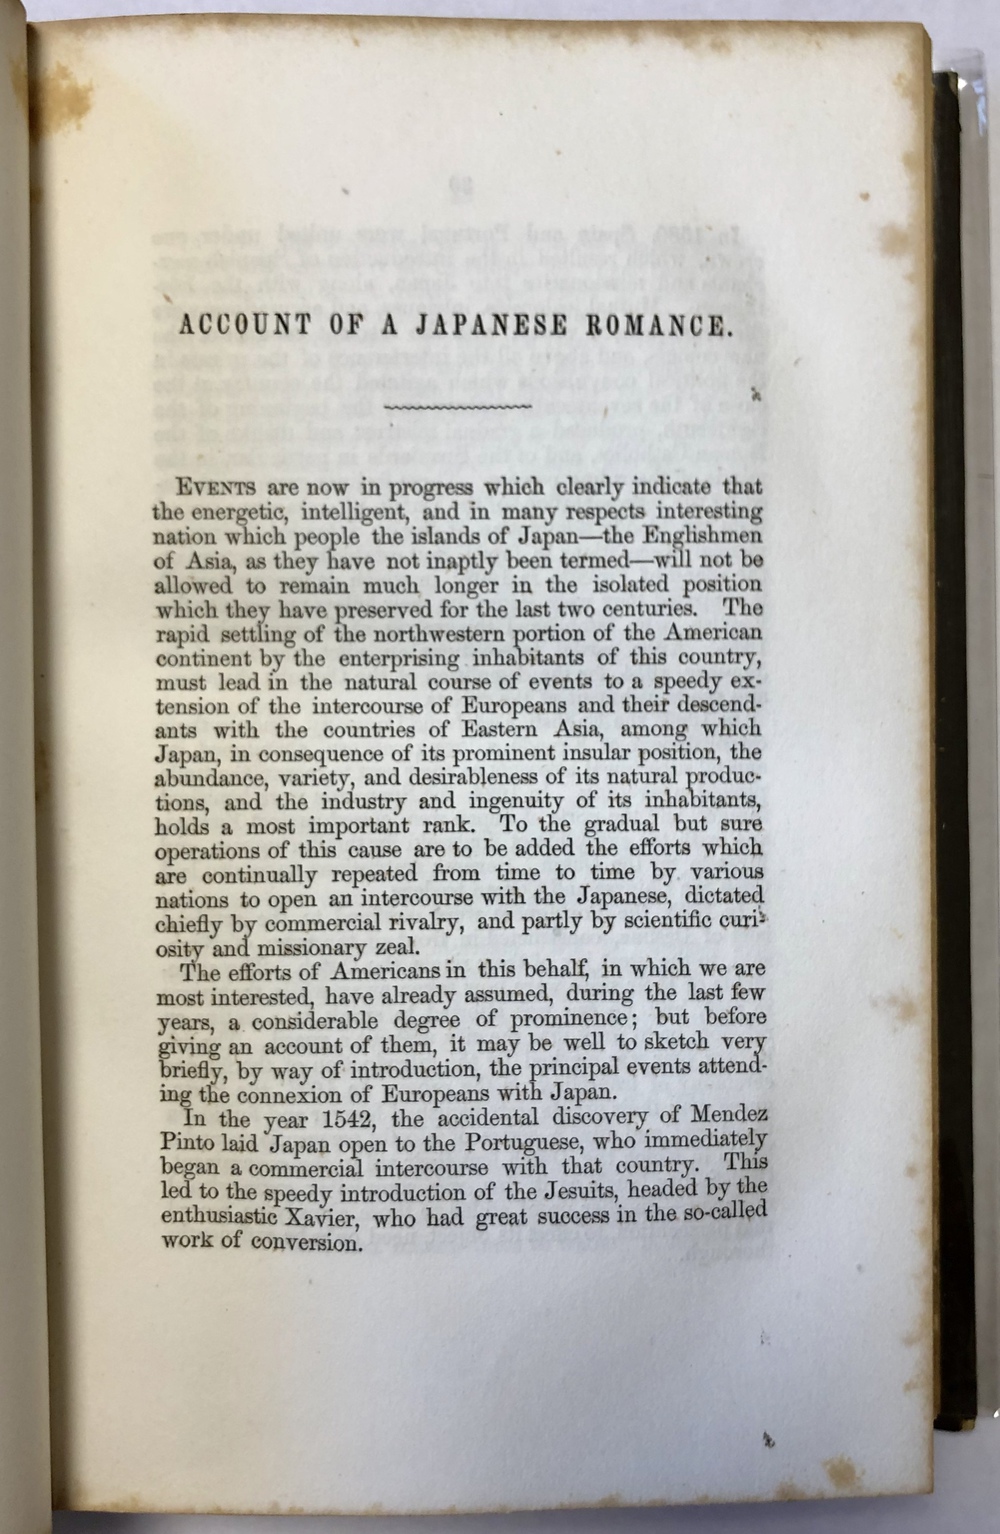 ACCOUNT OF A JAPANESE ROMANCE.
EVENTS are now in progress which clearly indicate that
the energetic, intelligent, and in many respects interesting
nation which people the islands of Japan—the Englishmen
of Asia, as they have not inaptly been termed—will not be
allowed to remain much longer in the isolated position
which they have preserved for the last two centuries. The
rapid settling of the northwestern portion of the American
continent by the enterprising inhabitants of this country,
must lead in the natural course of events to a speedy ex-
tension of the intercourse of Europeans and their descend-
ants with the countries of Eastern Asia, among which
Japan, in consequence of its prominent insular position, the
abundance, variety, and desirableness of its natural produc-
tions, and the industry and ingenuity of its inhabitants,
holds a most important rank. To the gradual but sure
operations of this cause are to be added the efforts which
are continually repeated from time to time by various
nations to open an intercourse with the Japanese, dictated
chiefly by commercial rivalry, and partly by scientific curi-
osity and missionary zeal.
The efforts of Americans in this behalf, in which we are
most interested, have already assumed, during the last few
years, a considerable degree of prominence; but before
giving an account of them, it may be well to sketch very
briefly, by way of introduction, the principal events attend-
ing the connexion of Europeans with Japan.
In the year 1542, the accidental discovery of Mendez
Pinto laid Japan open to the Portuguese, who immediately
began a commercial intercourse with that country. This
led to the speedy introduction of the Jesuits, headed by the
enthusiastic Xavier, who had great success in the so-called
work of conversion.